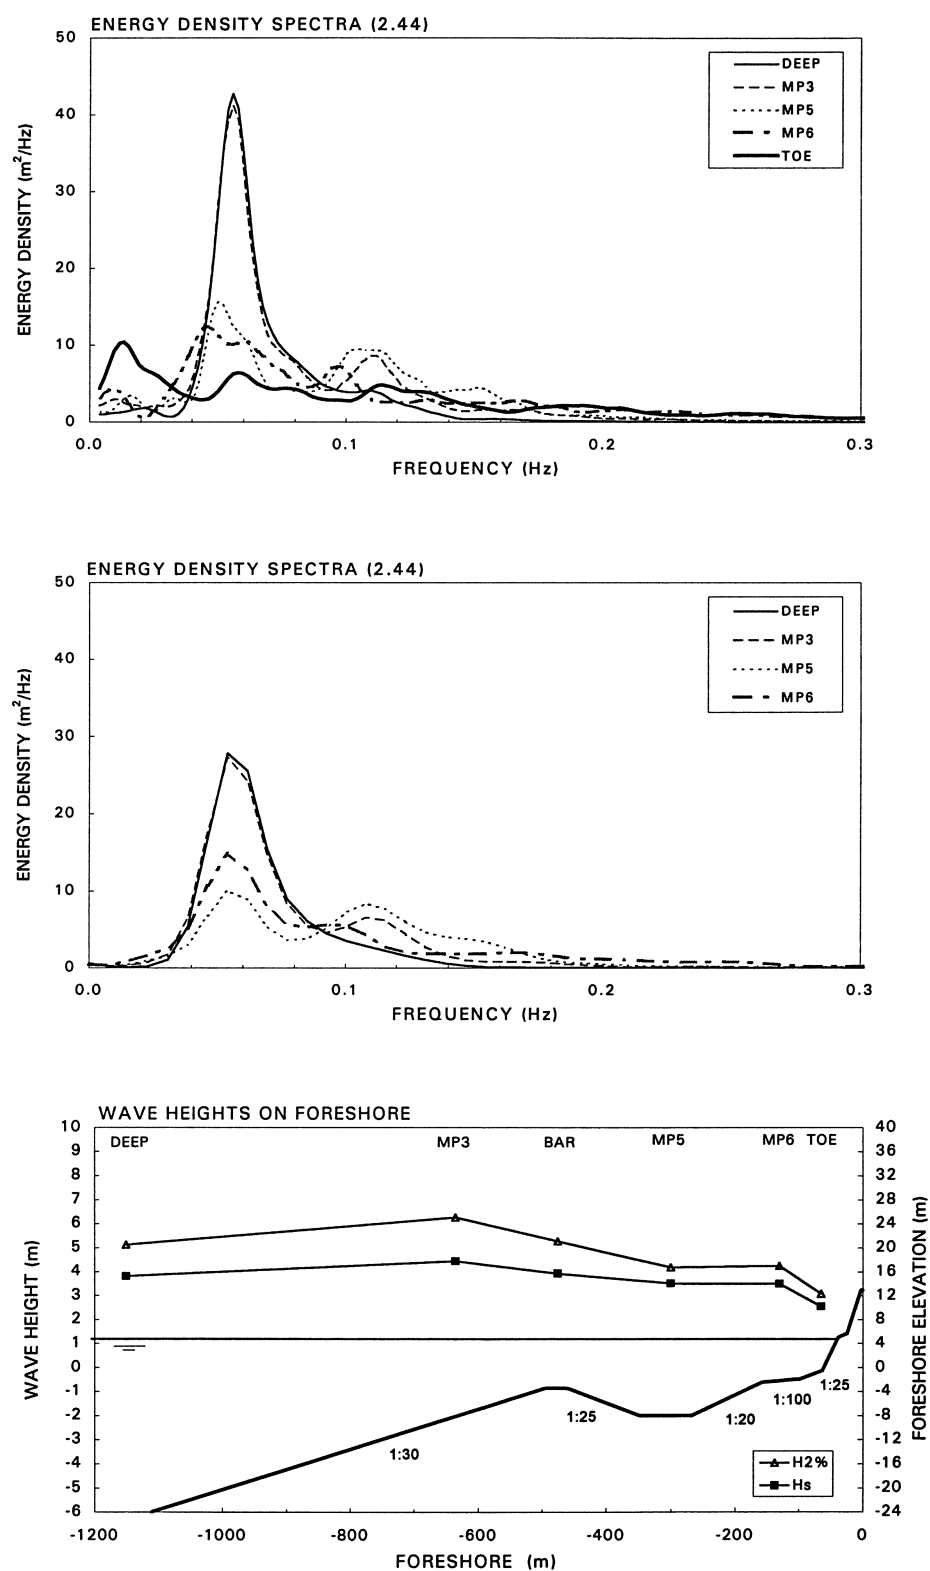 ENERGY DENSITY SPECTRA (2.44)
50
40
30
20
10
0
ENERGY DENSITY (m²/Hz)
DEEP
MP3
MP5
MP6
TOE
0.0 0.1 0.2 0.3
FREQUENCY (Hz)
ENERGY DENSITY SPECTRA (2.44)
50
40
30
20
10
0
ENERGY DENSITY (m²/Hz)
DEEP
MP3
MP5
MP6
0.0 0.1 0.2 0.3
FREQUENCY (Hz)
WAVE HEIGHTS ON FORESHORE
DEEP MP3 BAR MP5 MP6 TOE
10 40
9 36
8 32
7 28
6 24
5 20
4 16
3 12
2 8
1 4
0 0
-1 -4
-2 -8
-3 -12
-4 -16
-5 -20
-6 -24
WAVE HEIGHT (m)
FORESHORE ELEVATION (m)
1:30
1:25
1:20
1:100
1:25
H2%
Hs
-1200 -1000 -800 -600 -400 -200 0
FORESHORE (m)